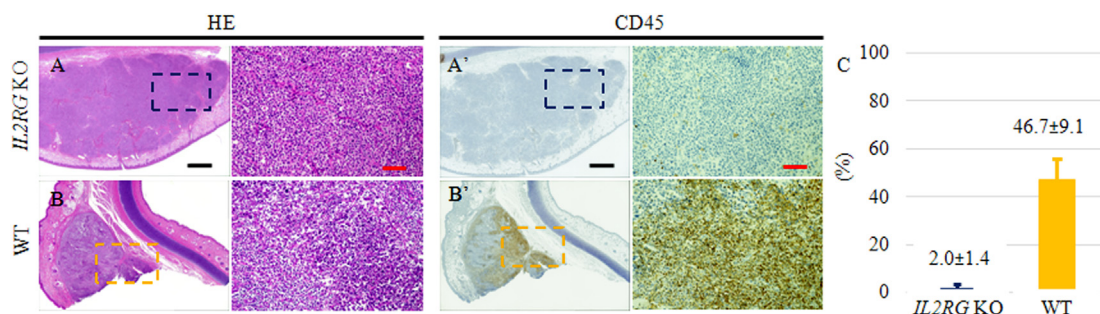 HE
CD45
IL2RG KO
WT
A
A'
B
B'
C
(%)
100
80
60
40
20
0
2.0±1.4
46.7±9.1
IL2RG KO
WT